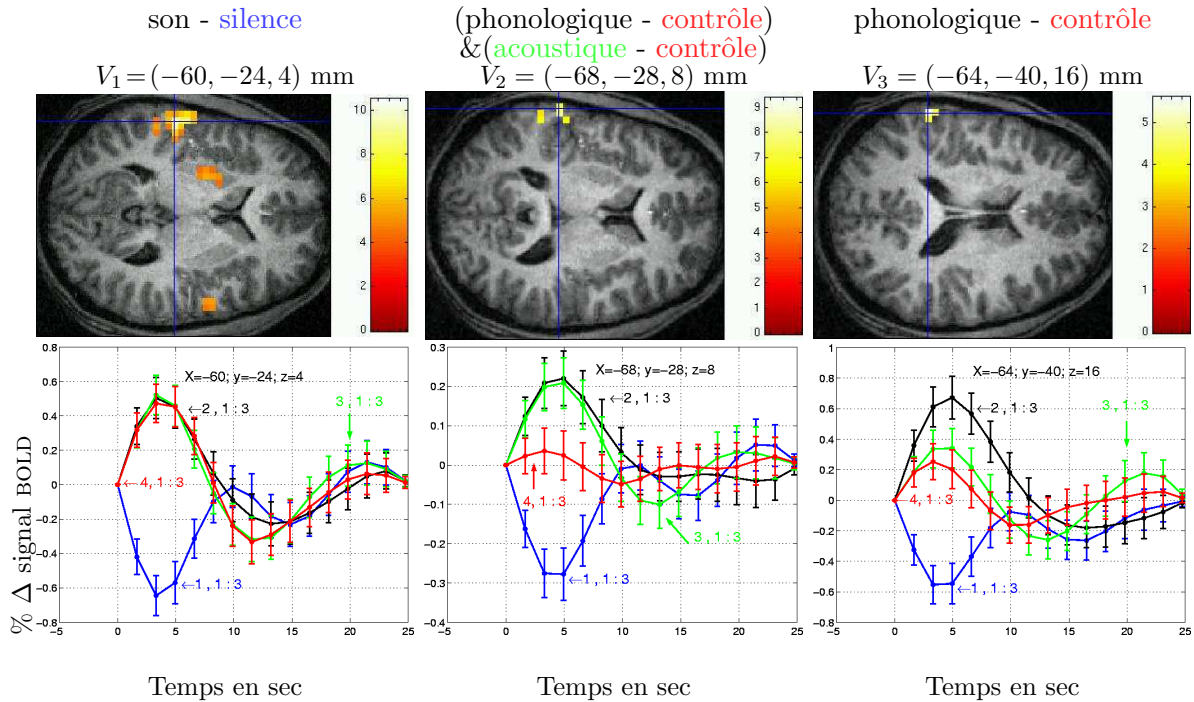 son - silence
(phonologique - contrôle)
&(acoustique - contrôle)
phonologique - contrôle
V1 = (−60, −24, 4) mm
V2 = (−68, −28, 8) mm
V3 = (−64, −40, 16) mm
10
8
6
4
2
0
9
8
7
6
5
4
3
2
1
0
5
4
3
2
1
0
% Δ signal BOLD
0.8
0.6
0.4
0.2
0
-0.2
-0.4
-0.6
-0.8
-5
0
5
10
15
20
25
X=−60; y=−24; z=4
←2 , 1 : 3
3 , 1 : 3
←4, 1 : 3
←1 , 1 : 3
Temps en sec
0.3
0.2
0.1
0
-0.1
-0.2
-0.3
-0.4
-5
0
5
10
15
20
25
X=−68; y=−28; z=8
←2 , 1 : 3
4, 1 : 3
3 , 1 : 3
←1 , 1 : 3
Temps en sec
1
0.8
0.6
0.4
0.2
0
-0.2
-0.4
-0.6
-0.8
-5
0
5
10
15
20
25
X=−64; y=−40; z=16
←2 , 1 : 3
3 , 1 : 3
4, 1 : 3
←1 , 1 : 3
Temps en sec